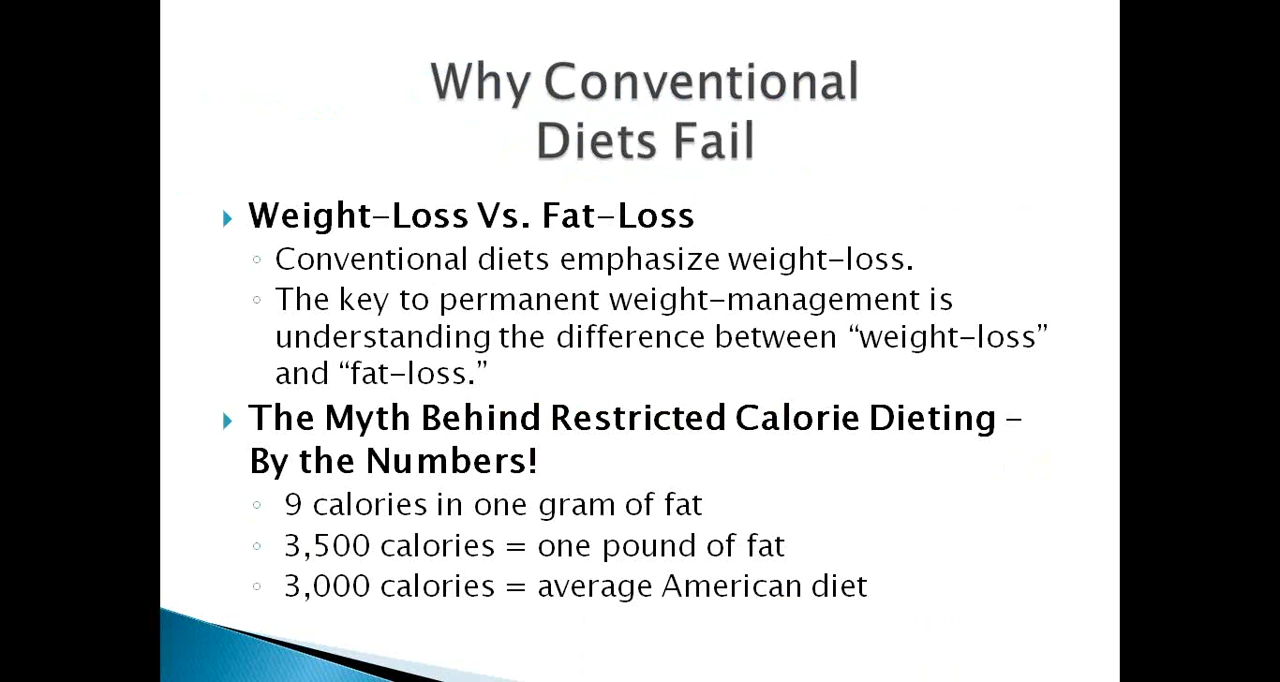 Why Conventional
Diets Fail
Weight-Loss Vs. Fat-Loss
Conventional diets emphasize weight-loss.
The key to permanent weight-management is
understanding the difference between “weight-loss”
and “fat-loss.”
The Myth Behind Restricted Calorie Dieting -
By the Numbers!
9 calories in one gram of fat
3,500 calories = one pound of fat
3,000 calories = average American diet